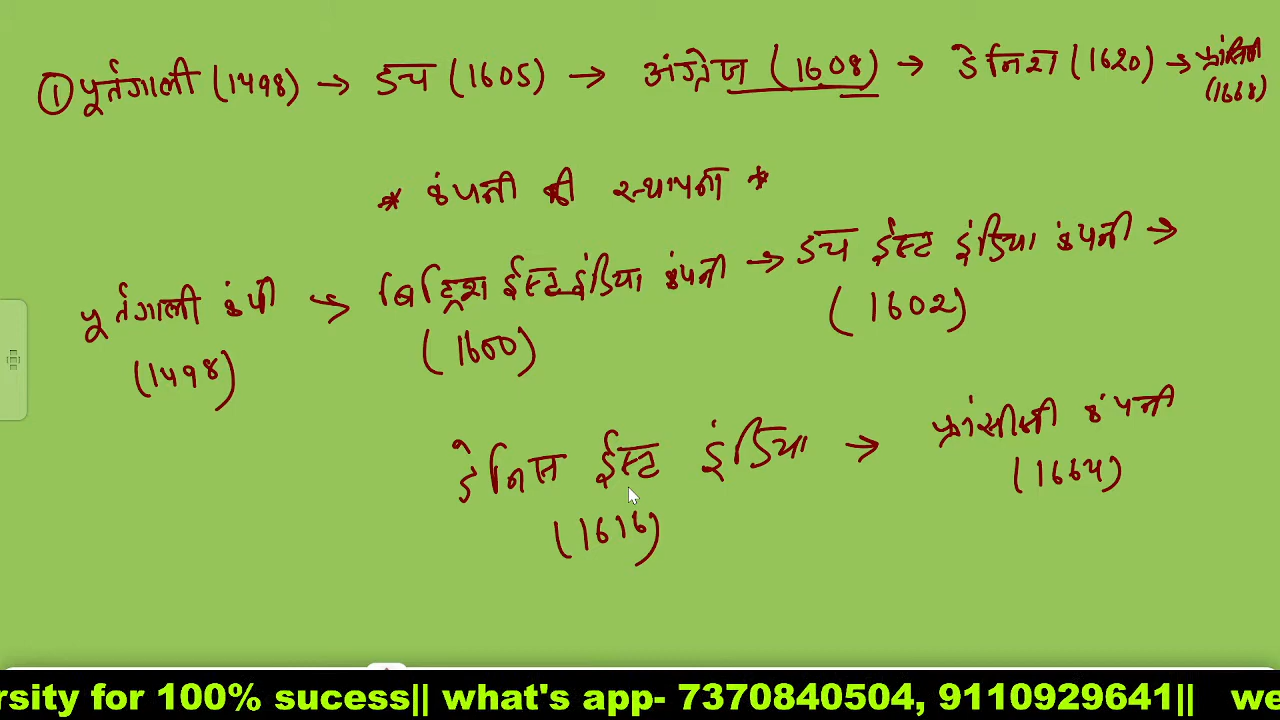 ① पूर्तगाली (1498) → डच (1605) → अंग्रेज (1608) → डेनिश (1620) → फ्रांसिसि (1668)
* कंपनी की स्थापना *
पूर्तगाली कंपी (1498) → ब्रिटिश ईस्ट इंडिया कंपनी (1600) → डच ईस्ट इंडिया कंपनी (1602) →
डेनिस ईस्ट इंडिया (1616) → फ्रांसीसी कंपनी (1664)
rsity for 100% sucess|| what's app- 7370840504, 9110929641|| we